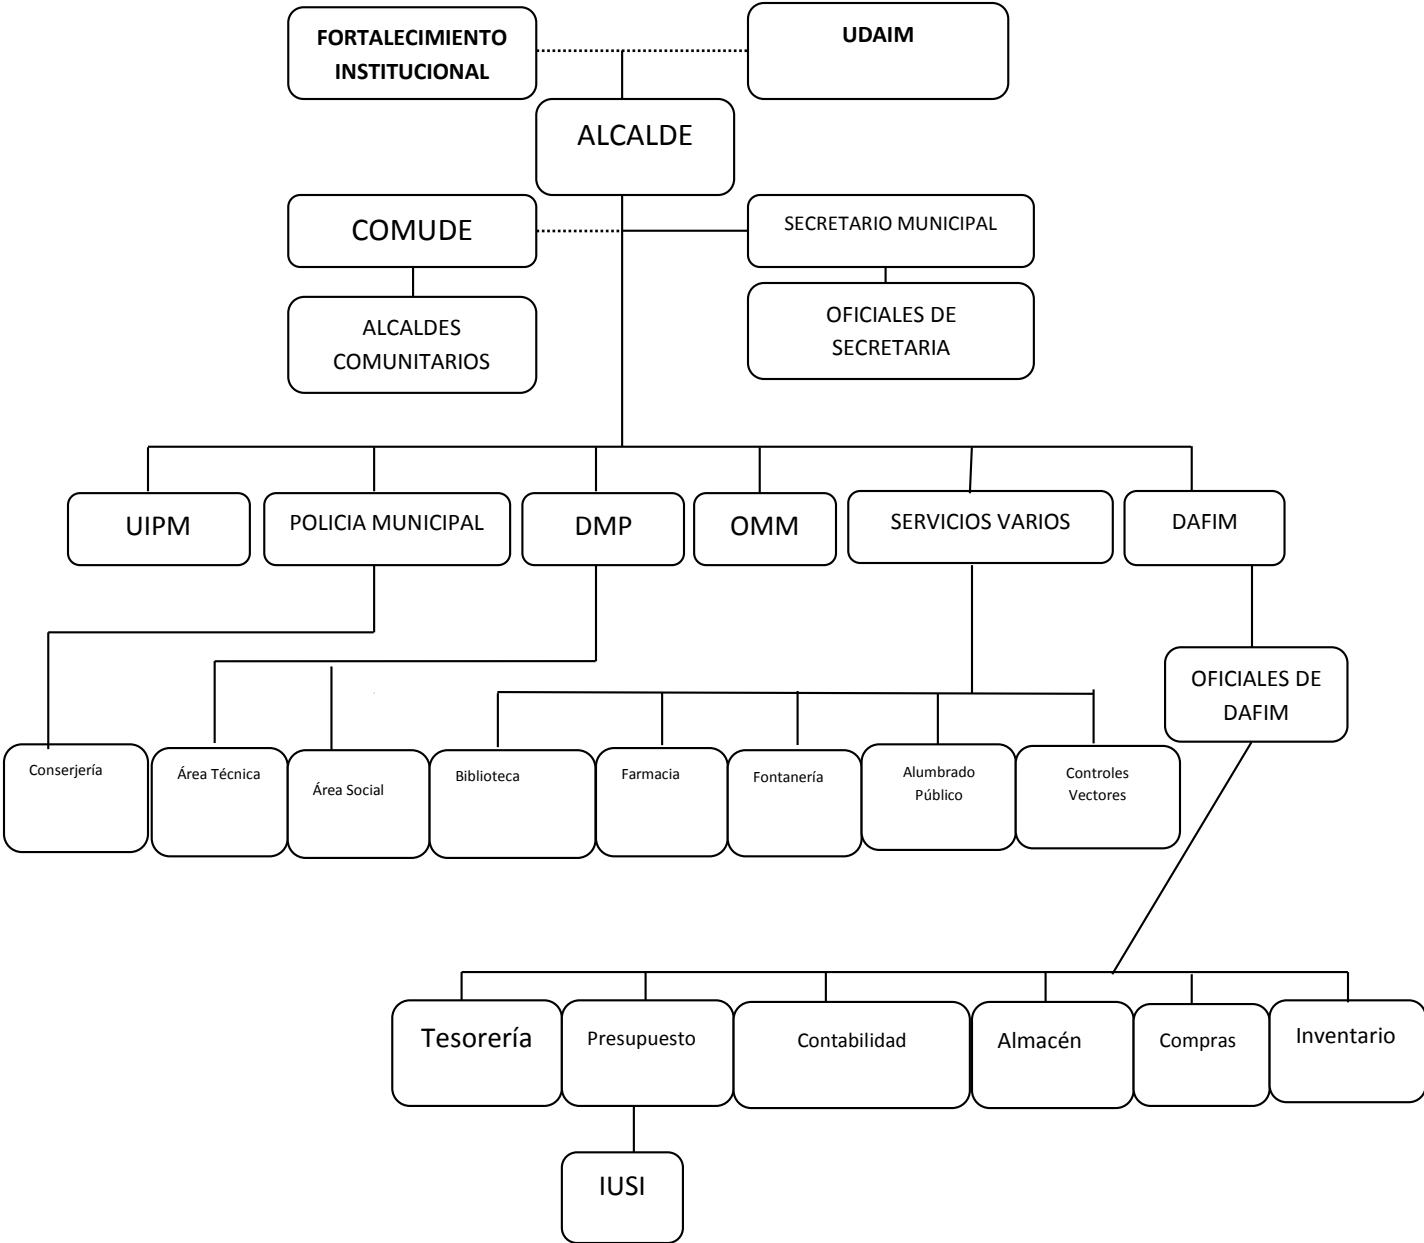 FORTALECIMIENTO
INSTITUCIONAL
UDAIM
ALCALDE
COMUDE
SECRETARIO MUNICIPAL
ALCALDES
COMUNITARIOS
OFICIALES DE
SECRETARIA
UIPM
POLICIA MUNICIPAL
DMP
OMM
SERVICIOS VARIOS
DAFIM
OFICIALES DE
DAFIM
Conserjería
Área Técnica
Área Social
Biblioteca
Farmacia
Fontanería
Alumbrado
Público
Controles
Vectores
Tesorería
Presupuesto
Contabilidad
Almacén
Compras
Inventario
IUSI